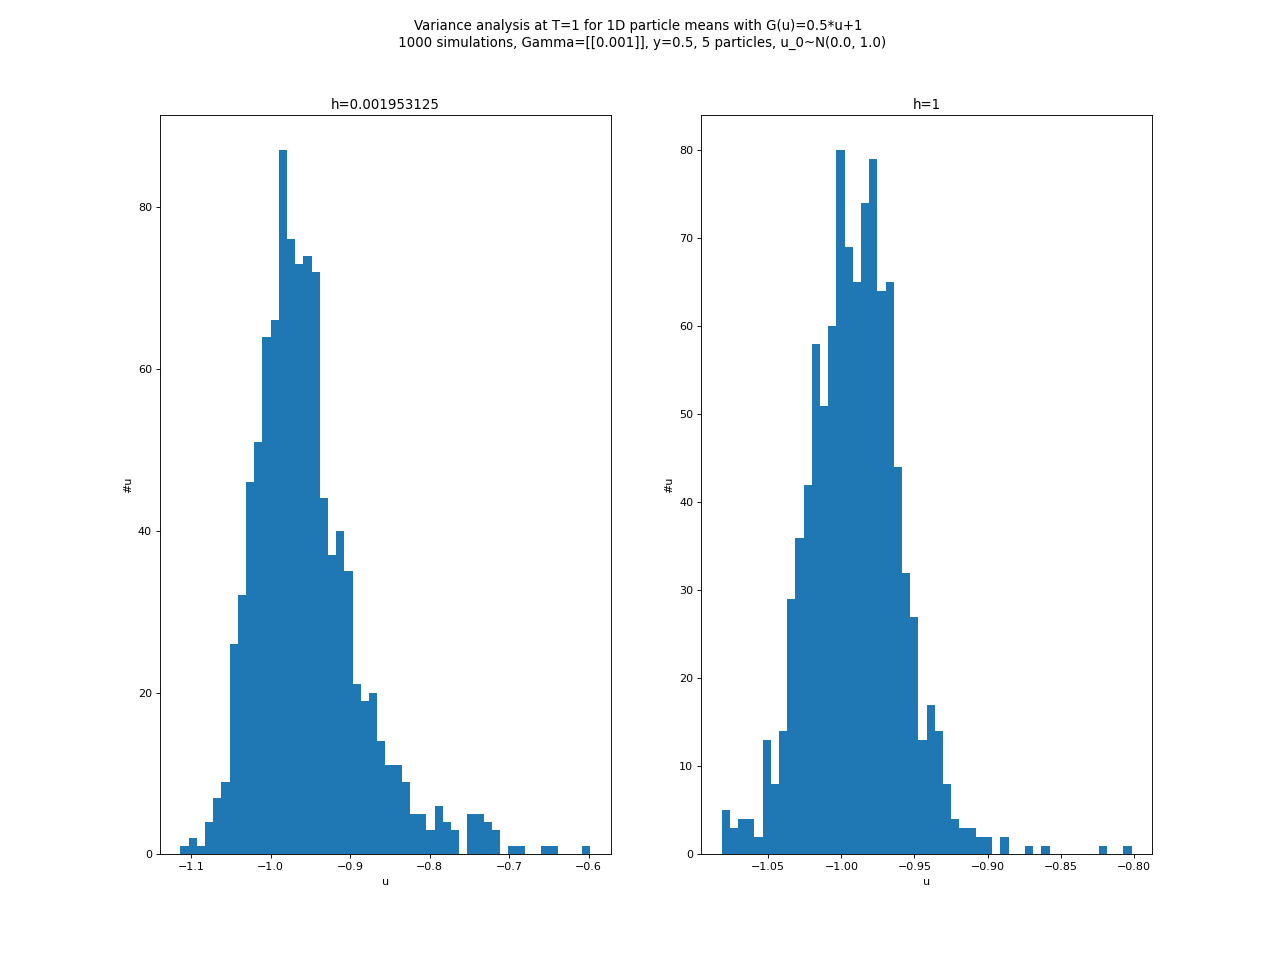 Variance analysis at T=1 for 1D particle means with G(u)=0.5*u+1
1000 simulations, Gamma=[[0.001]], y=0.5, 5 particles, u_0~N(0.0, 1.0)
h=0.001953125
80
60
40
20
0
#u
−1.1 −1.0 −0.9 −0.8 −0.7 −0.6
u
h=1
80
70
60
50
40
30
20
10
0
#u
−1.05 −1.00 −0.95 −0.90 −0.85 −0.80
u